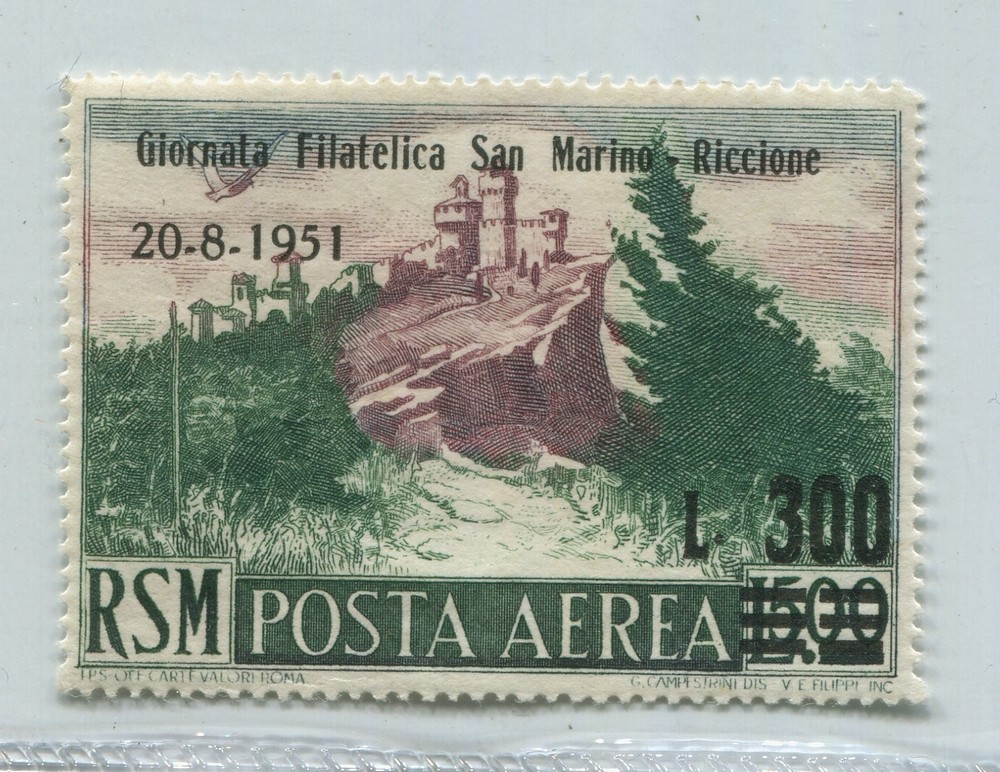 Giornata Filatelica San Marino - Riccione
20-8-1951
L. 300
RSM POSTA AEREA L.500
I.P.S. OFF. CARTE VALORI ROMA
G. CAMPESTRINI DIS - V. E. FILIPPI INC